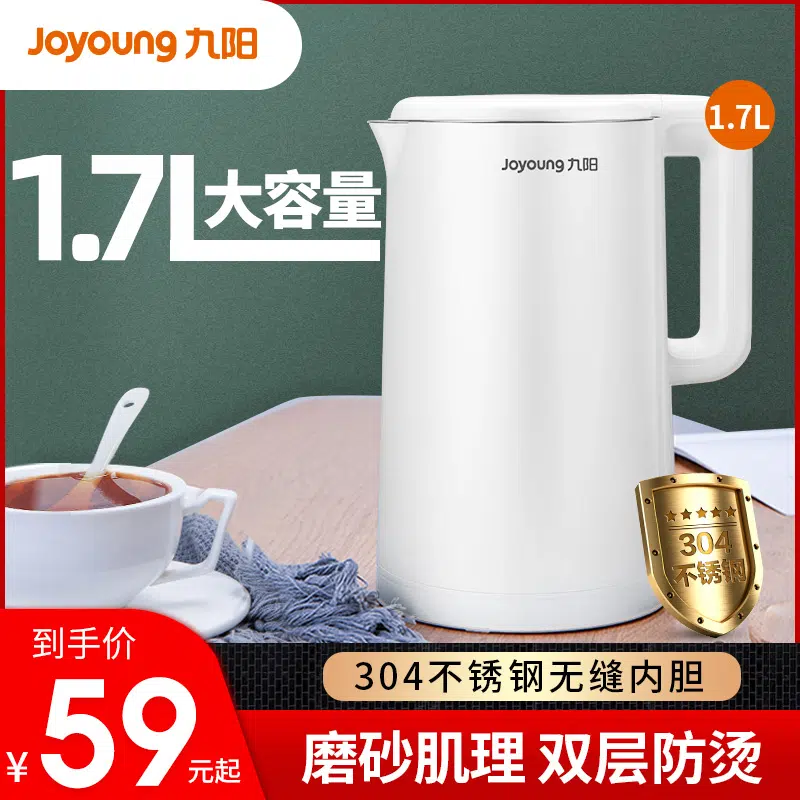 Joyoung 九阳
1.7L
Joyoung 九阳
1.7L 大容量
304
不锈钢
到手价
¥59元起
304不锈钢无缝内胆
磨砂肌理 双层防烫